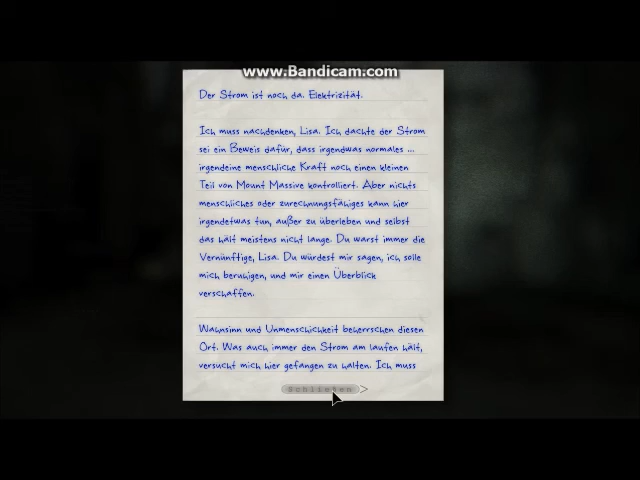 www.Bandicam.com
Der Strom ist noch da. Elektrizität.
Ich muss nachdenken, Lisa. Ich dachte der Strom
sei ein Beweis dafür, dass irgendwas normales ...
irgendeine menschliche Kraft noch einen kleinen
Teil von Mount Massive kontrolliert. Aber nichts
menschliches oder zurechnungsfähiges kann hier
irgendetwas tun, außer zu überleben und selbst
das hält meistens nicht lange. Du warst immer die
Vernünftige, Lisa. Du würdest mir sagen, ich solle
mich beruhigen, und mir einen Überblick
verschaffen.
Wahnsinn und Unmenschichkeit beherrschen diesen
Ort. Was auch immer den Strom am laufen hält,
versucht mich hier gefangen zu halten. Ich muss
Schließen